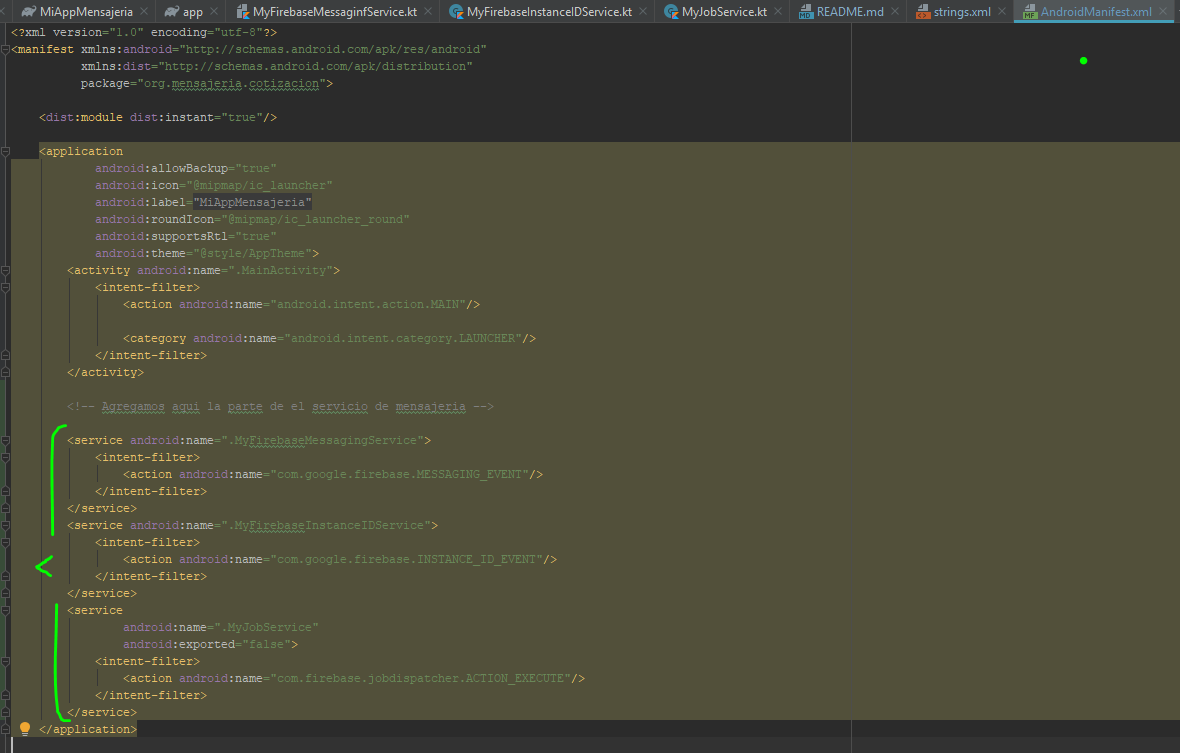 MiAppMensajeria
app
MyFirebaseMessaginfService.kt
MyFirebaseInstanceIDService.kt
MyJobService.kt
README.md
strings.xml
AndroidManifest.xml
<?xml version="1.0" encoding="utf-8"?>
<manifest xmlns:android="http://schemas.android.com/apk/res/android"
xmlns:dist="http://schemas.android.com/apk/distribution"
package="org.mensajeria.cotizacion">
<dist:module dist:instant="true"/>
<application
android:allowBackup="true"
android:icon="@mipmap/ic_launcher"
android:label="MiAppMensajeria"
android:roundIcon="@mipmap/ic_launcher_round"
android:supportsRtl="true"
android:theme="@style/AppTheme">
<activity android:name=".MainActivity">
<intent-filter>
<action android:name="android.intent.action.MAIN"/>
<category android:name="android.intent.category.LAUNCHER"/>
</intent-filter>
</activity>
<!-- Agregamos aqui la parte de el servicio de mensajeria -->
<service android:name=".MyFirebaseMessagingService">
<intent-filter>
<action android:name="com.google.firebase.MESSAGING_EVENT"/>
</intent-filter>
</service>
<service android:name=".MyFirebaseInstanceIDService">
<intent-filter>
<action android:name="com.google.firebase.INSTANCE_ID_EVENT"/>
</intent-filter>
</service>
<service
android:name=".MyJobService"
android:exported="false">
<intent-filter>
<action android:name="com.firebase.jobdispatcher.ACTION_EXECUTE"/>
</intent-filter>
</service>
</application>